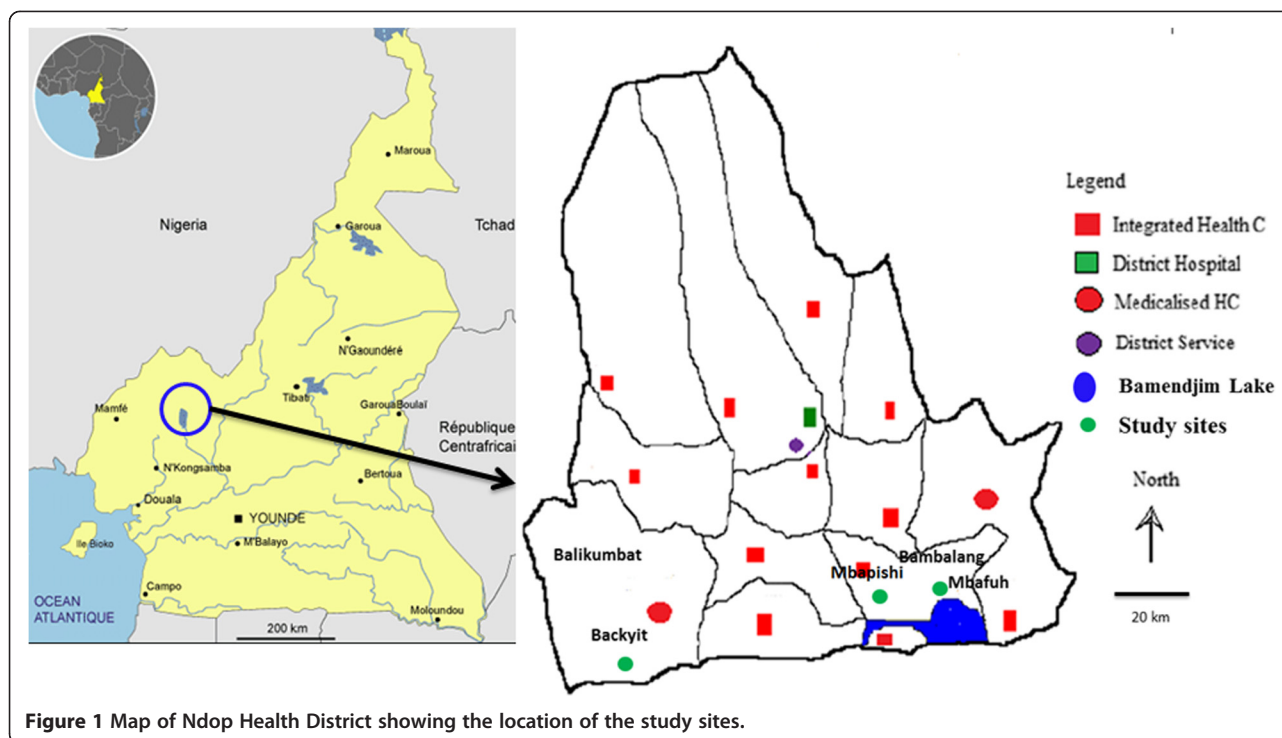 Maroua
Nigeria
Tchad
Garoua
N'Gaoundéré
Tibati
GarouaBoulaï
Mamfé
République
Centrafricai
N'Kongsamba
Bertoua
Douala
YOUNDE
Ile Bioko
M'Balayo
Campo
OCEAN
ATLANTIQUE
Moloundou
200 km
Legend
Integrated Health C
District Hospital
Medicalised HC
District Service
Bamendjim Lake
Study sites
North
20 km
Balikumbat
Bambalang
Mbapishi
Mbafuh
Backyit
Figure 1 Map of Ndop Health District showing the location of the study sites.